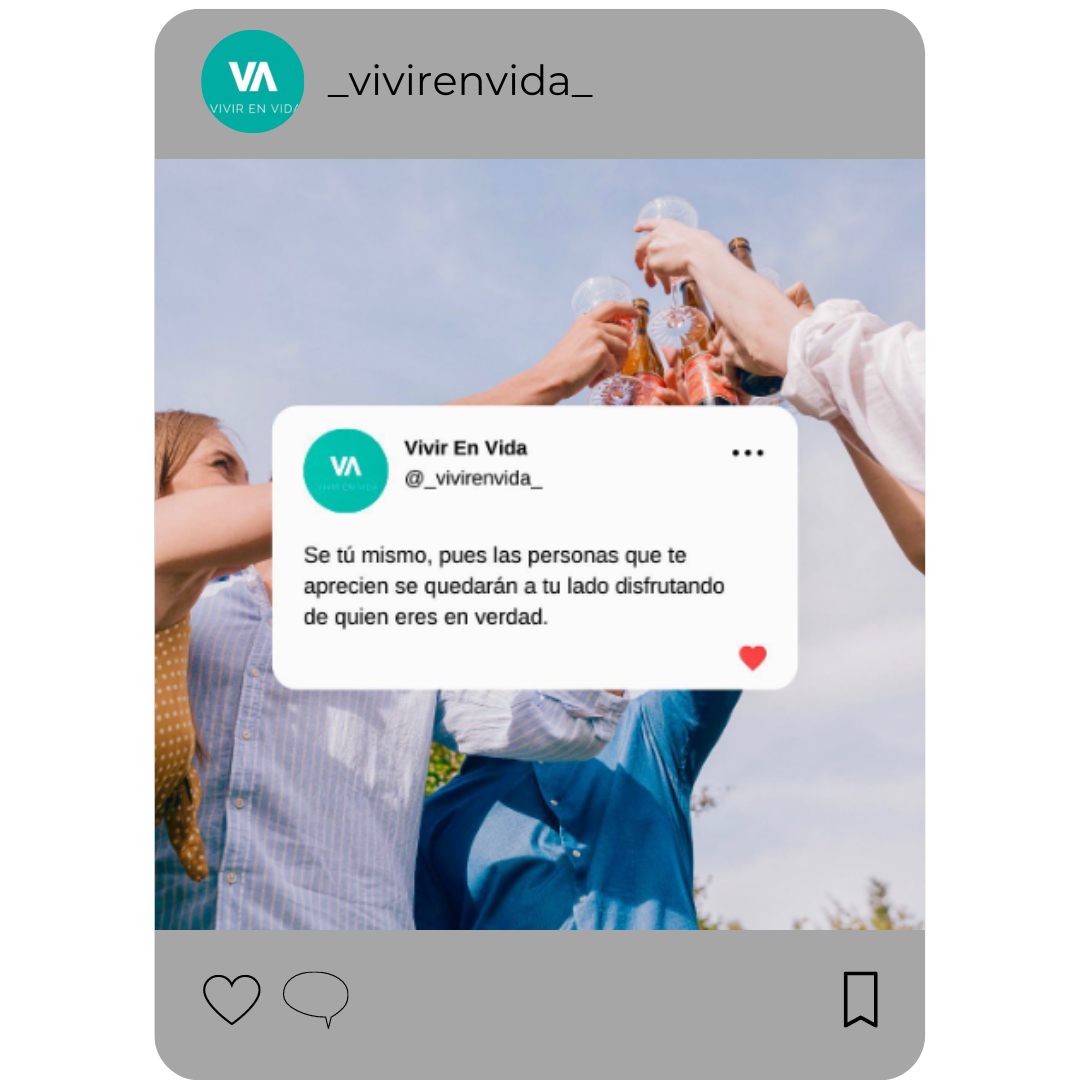 VA
VIVIR EN VIDA
_vivirenvida_
VA
VIVIR EN VIDA
Vivir En Vida
@_vivirenvida_
Se tú mismo, pues las personas que te
aprecien se quedarán a tu lado disfrutando
de quien eres en verdad.